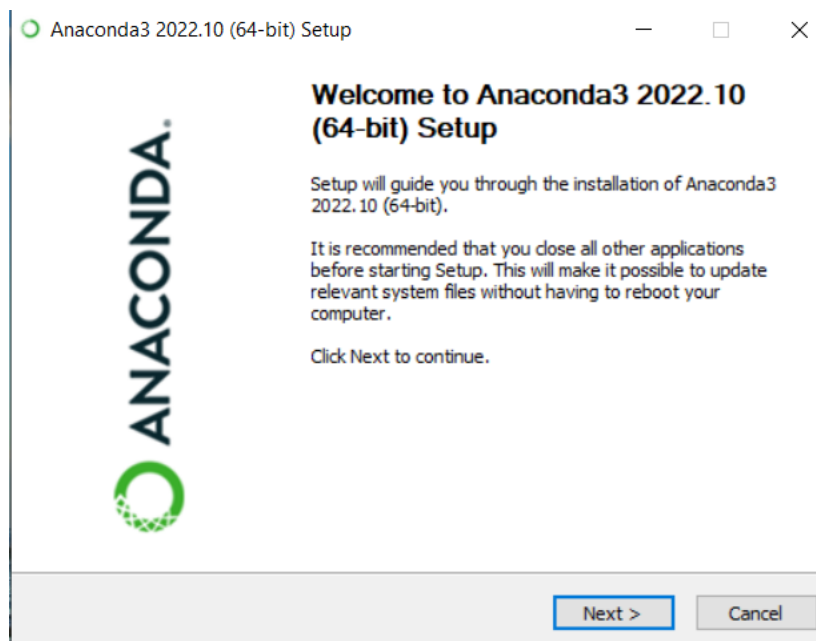 Anaconda3 2022.10 (64-bit) Setup
Welcome to Anaconda3 2022.10
(64-bit) Setup
Setup will guide you through the installation of Anaconda3
2022.10 (64-bit).
It is recommended that you close all other applications
before starting Setup. This will make it possible to update
relevant system files without having to reboot your
computer.
Click Next to continue.
ANACONDA.
Next >
Cancel